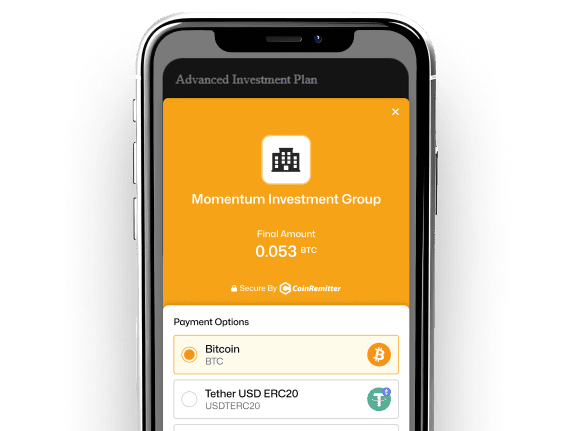 Advanced Investment Plan
Momentum Investment Group
Final Amount
0.053 BTC
Secure By CoinRemitter
Payment Options
Bitcoin
BTC
Tether USD ERC20
USDTERC20